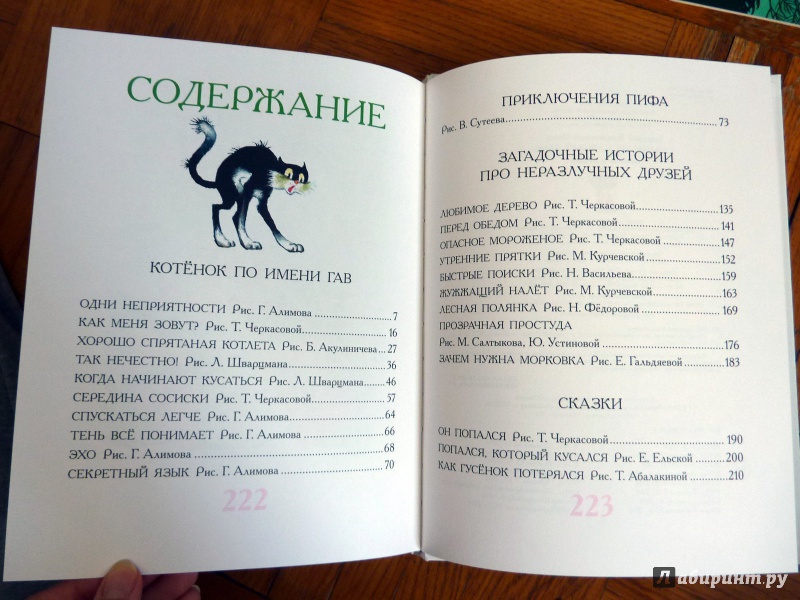 СОДЕРЖАНИЕ
КОТЁНОК ПО ИМЕНИ ГАВ
ОДНИ НЕПРИЯТНОСТИ Рис. Г. Алимова 7
КАК МЕНЯ ЗОВУТ? Рис. Т. Черкасовой 16
ХОРОШО СПРЯТАНАЯ КОТЛЕТА Рис. Б. Акулиничева 27
ТАК НЕЧЕСТНО! Рис. Л. Шварцмана 36
КОГДА НАЧИНАЮТ КУСАТЬСЯ Рис. Л. Шварцмана 46
СЕРЕДИНА СОСИСКИ Рис. Т. Черкасовой 57
СПУСКАТЬСЯ ЛЕГЧЕ Рис. Г. Алимова 64
ТЕНЬ ВСЁ ПОНИМАЕТ Рис. Г. Алимова 66
ЭХО Рис. Г. Алимова 68
СЕКРЕТНЫЙ ЯЗЫК Рис. Г. Алимова 70
222
ПРИКЛЮЧЕНИЯ ПИФА
Рис. В. Сутеева 73
ЗАГАДОЧНЫЕ ИСТОРИИ
ПРО НЕРАЗЛУЧНЫХ ДРУЗЕЙ
ЛЮБИМОЕ ДЕРЕВО Рис. Т. Черкасовой 135
ПЕРЕД ОБЕДОМ Рис. Т. Черкасовой 141
ОПАСНОЕ МОРОЖЕНОЕ Рис. Т. Черкасовой 147
УТРЕННИЕ ПРЯТКИ Рис. М. Курчевской 152
БЫСТРЫЕ ПОИСКИ Рис. Н. Васильева 159
ЖУЖЖАЩИЙ НАЛЁТ Рис. М. Курчевской 163
ЛЕСНАЯ ПОЛЯНКА Рис. Н. Фёдоровой 169
ПРОЗРАЧНАЯ ПРОСТУДА
Рис. М. Салтыкова, Ю. Устиновой 176
ЗАЧЕМ НУЖНА МОРКОВКА Рис. Е. Гальдяевой 183
СКАЗКИ
ОН ПОПАЛСЯ Рис. Т. Черкасовой 190
ПОПАЛСЯ, КОТОРЫЙ КУСАЛСЯ Рис. Е. Ельской 200
КАК ГУСЁНОК ПОТЕРЯЛСЯ Рис. Т. Абалакиной 210
223
Лабиринт.ру